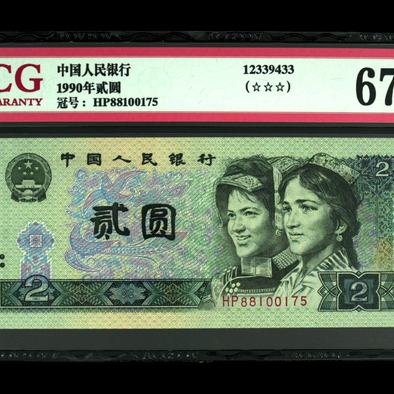 CG
ARRANTY
中国人民银行
1990年贰圆
冠号：HP88100175
12339433
(☆☆☆)
67
中国人民银行
贰圆
2
HP88100175
2
2